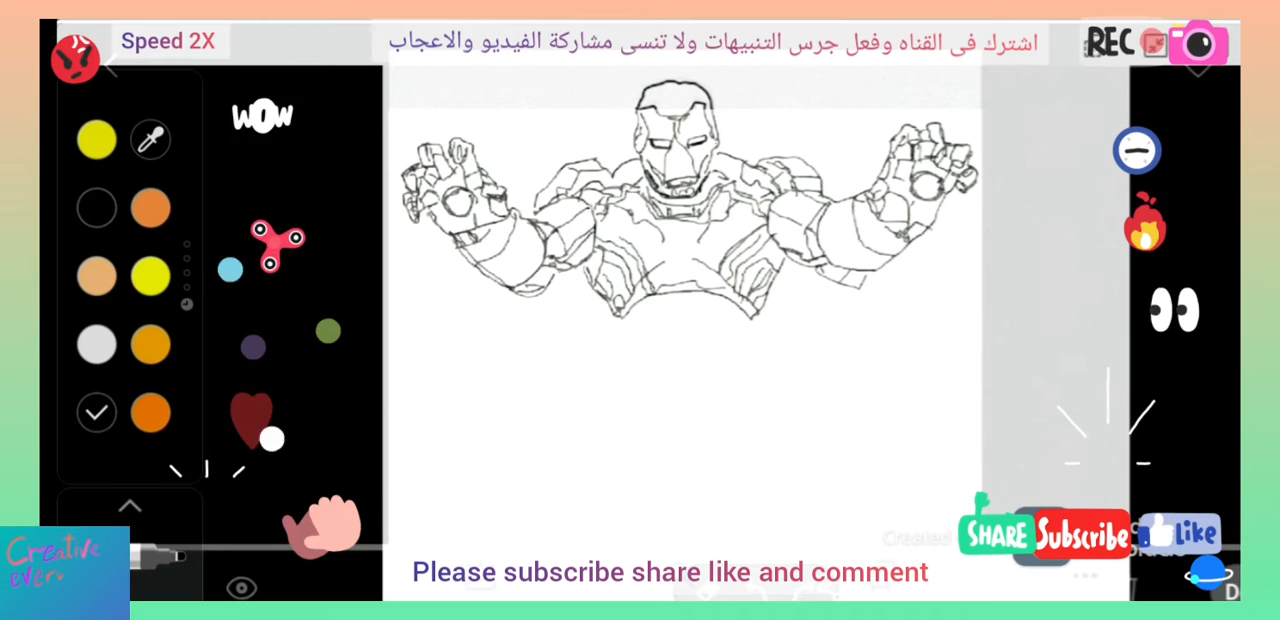 Speed 2X
اشترك فى القناه وفعل جرس التنبيهات ولا تنسى مشاركة الفيديو والاعجاب
REC
WOW
Created
SHARE
Subscribe
Like
Creative
ever
Please subscribe share like and comment
D